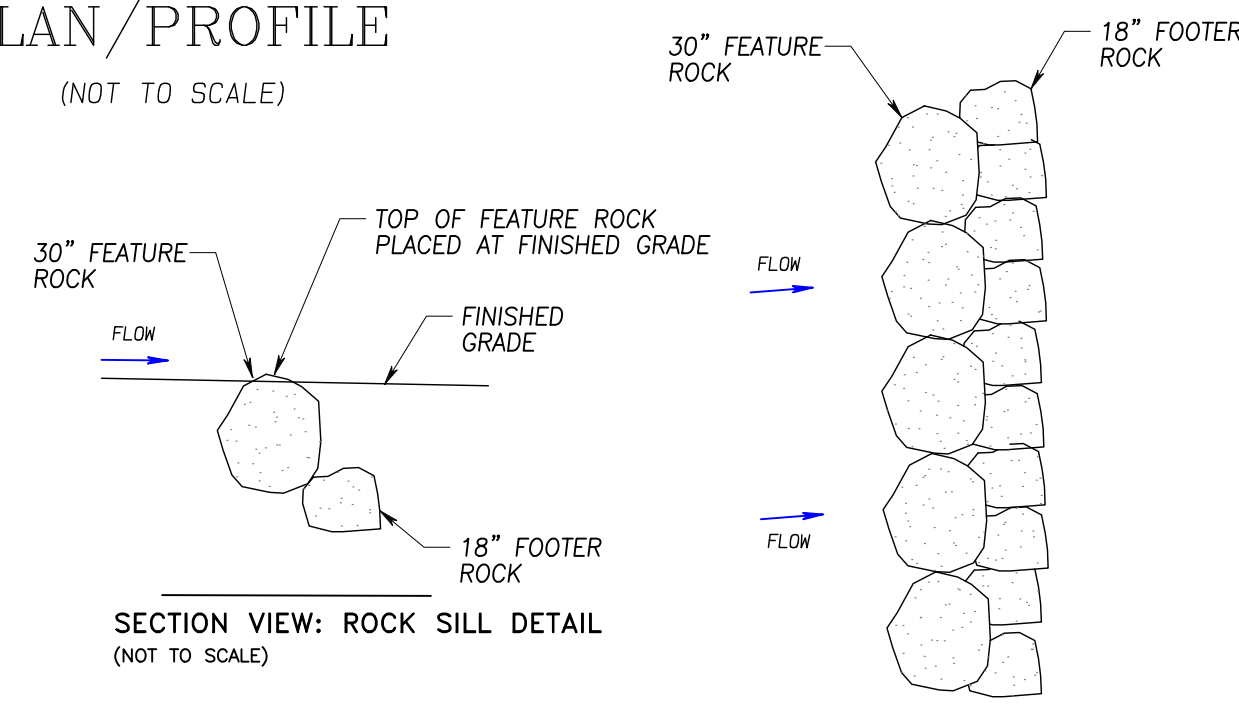 LAN/PROFILE
(NOT TO SCALE)
30” FEATURE
ROCK
18” FOOTER
ROCK
TOP OF FEATURE ROCK
PLACED AT FINISHED GRADE
30” FEATURE
ROCK
FLOW
FINISHED
GRADE
FLOW
18” FOOTER
ROCK
FLOW
SECTION VIEW: ROCK SILL DETAIL
(NOT TO SCALE)